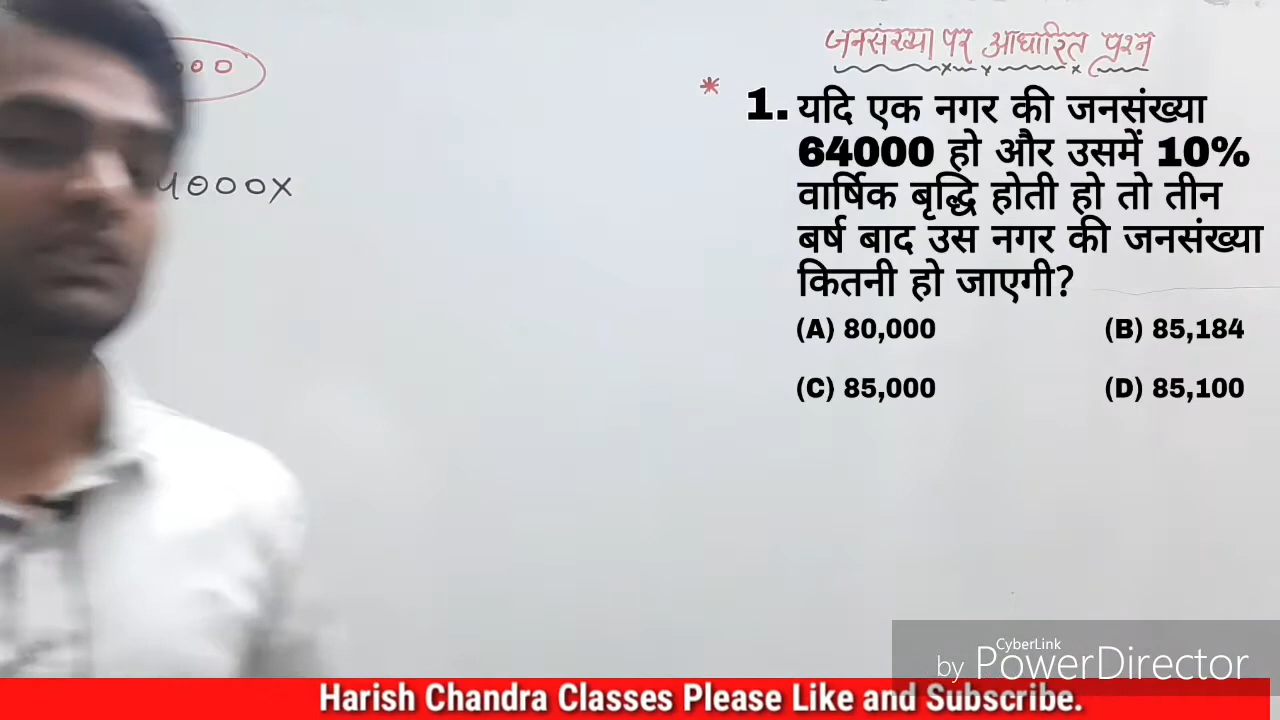 जनसंख्या पर आधारित प्रश्न
* 1. यदि एक नगर की जनसंख्या
64000 हो और उसमें 10%
वार्षिक बृद्धि होती हो तो तीन
बर्ष बाद उस नगर की जनसंख्या
कितनी हो जाएगी?
(A) 80,000 (B) 85,184
(C) 85,000 (D) 85,100
CyberLink
by PowerDirector
Harish Chandra Classes Please Like and Subscribe.